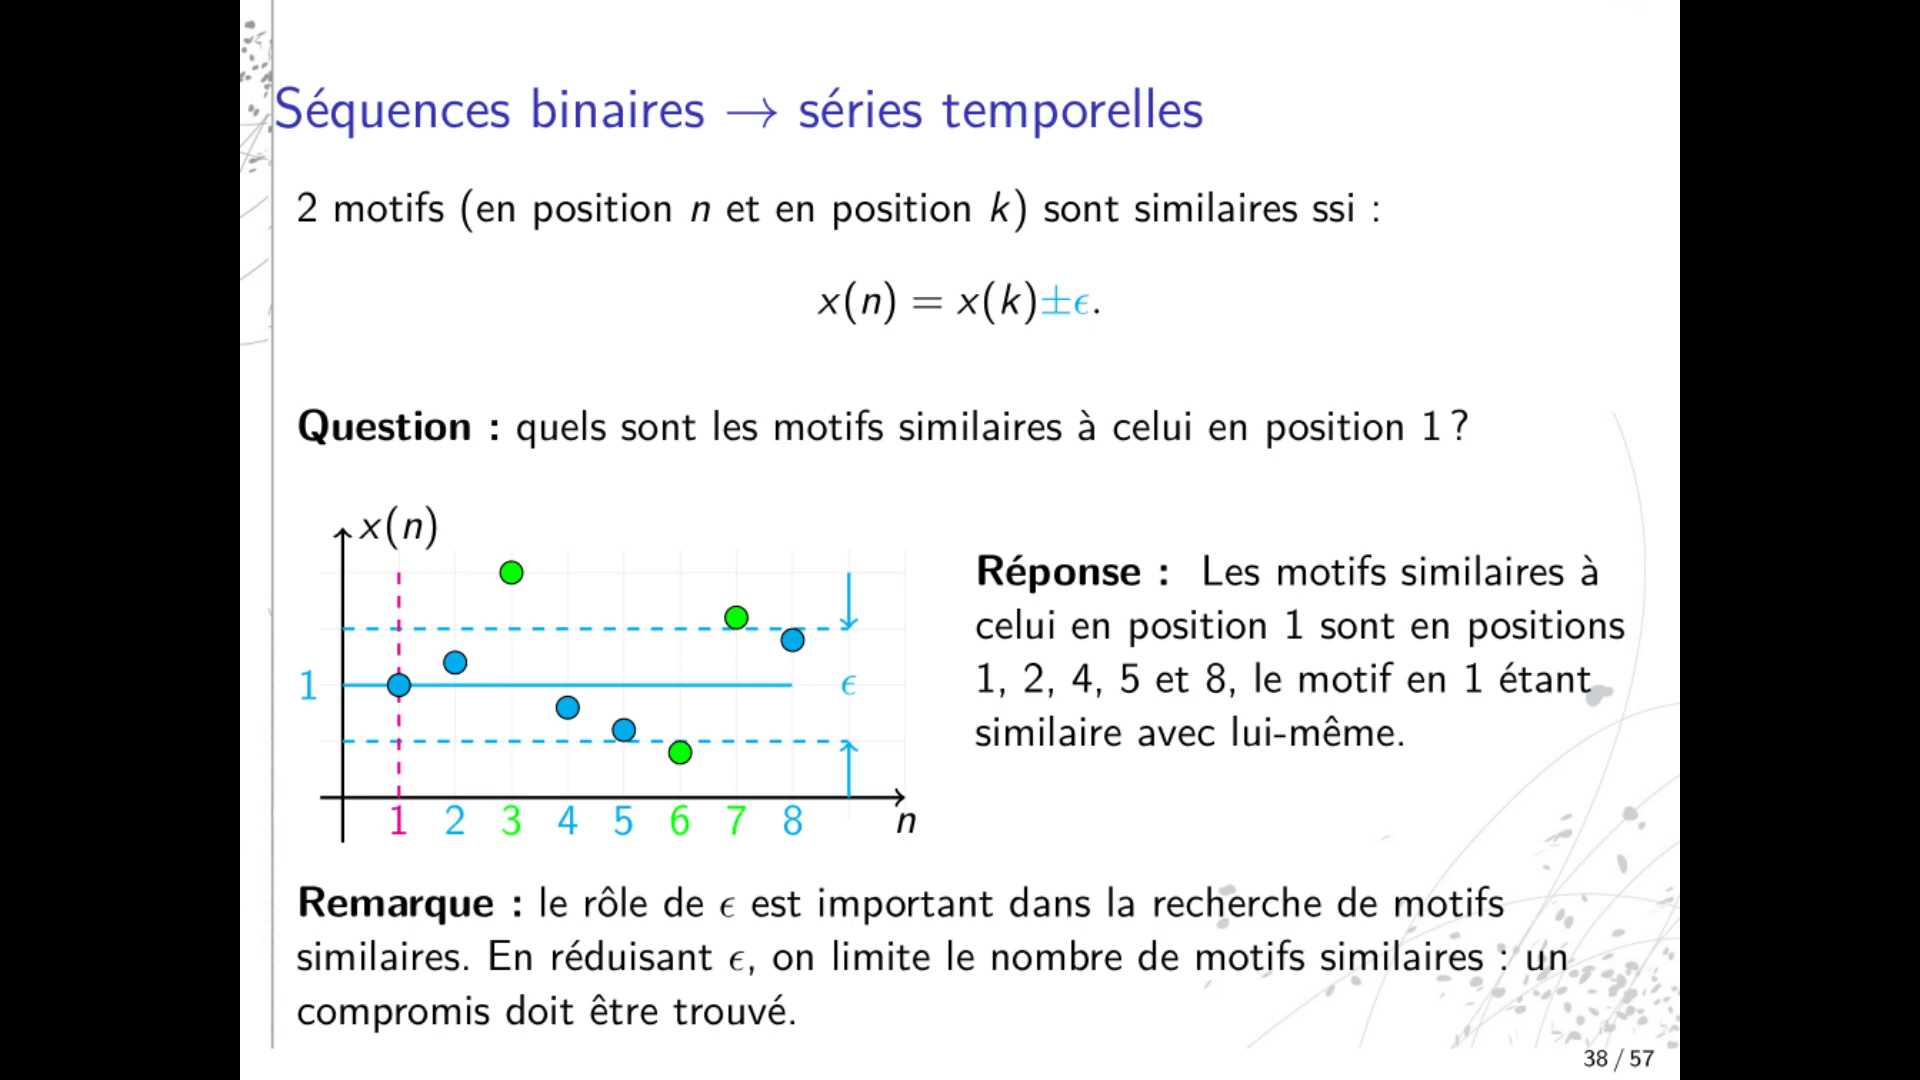 Séquences binaires → séries temporelles
2 motifs (en position n et en position k) sont similaires ssi :
x(n) = x(k)±ϵ.
Question : quels sont les motifs similaires à celui en position 1 ?
x(n)
1
ϵ
1 2 3 4 5 6 7 8 n
Réponse : Les motifs similaires à
celui en position 1 sont en positions
1, 2, 4, 5 et 8, le motif en 1 étant
similaire avec lui-même.
Remarque : le rôle de ϵ est important dans la recherche de motifs
similaires. En réduisant ϵ, on limite le nombre de motifs similaires : un
compromis doit être trouvé.
38 / 57